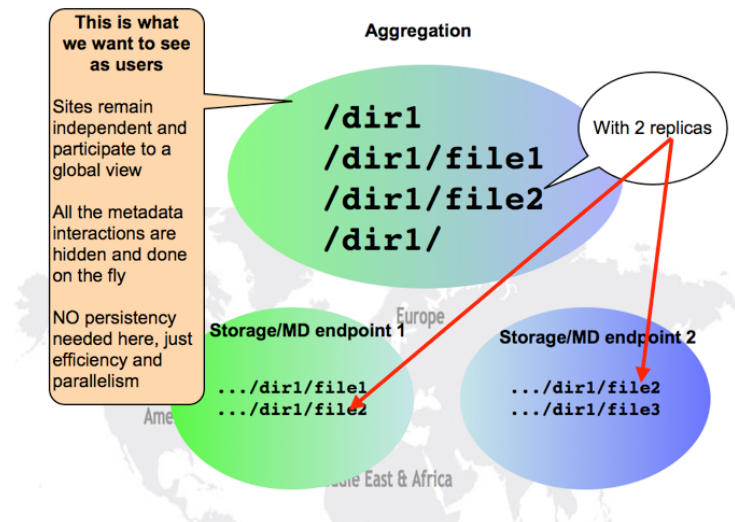 This is what
we want to see
as users
Sites remain
independent and
participate to a
global view
All the metadata
interactions are
hidden and done
on the fly
NO persistency
needed here, just
efficiency and
parallelism
Aggregation
/dir1
/dir1/file1
/dir1/file2
/dir1/
With 2 replicas
Europe
Storage/MD endpoint 1
.../dir1/file1
.../dir1/file2
Storage/MD endpoint 2
.../dir1/file2
.../dir1/file3
East & Africa